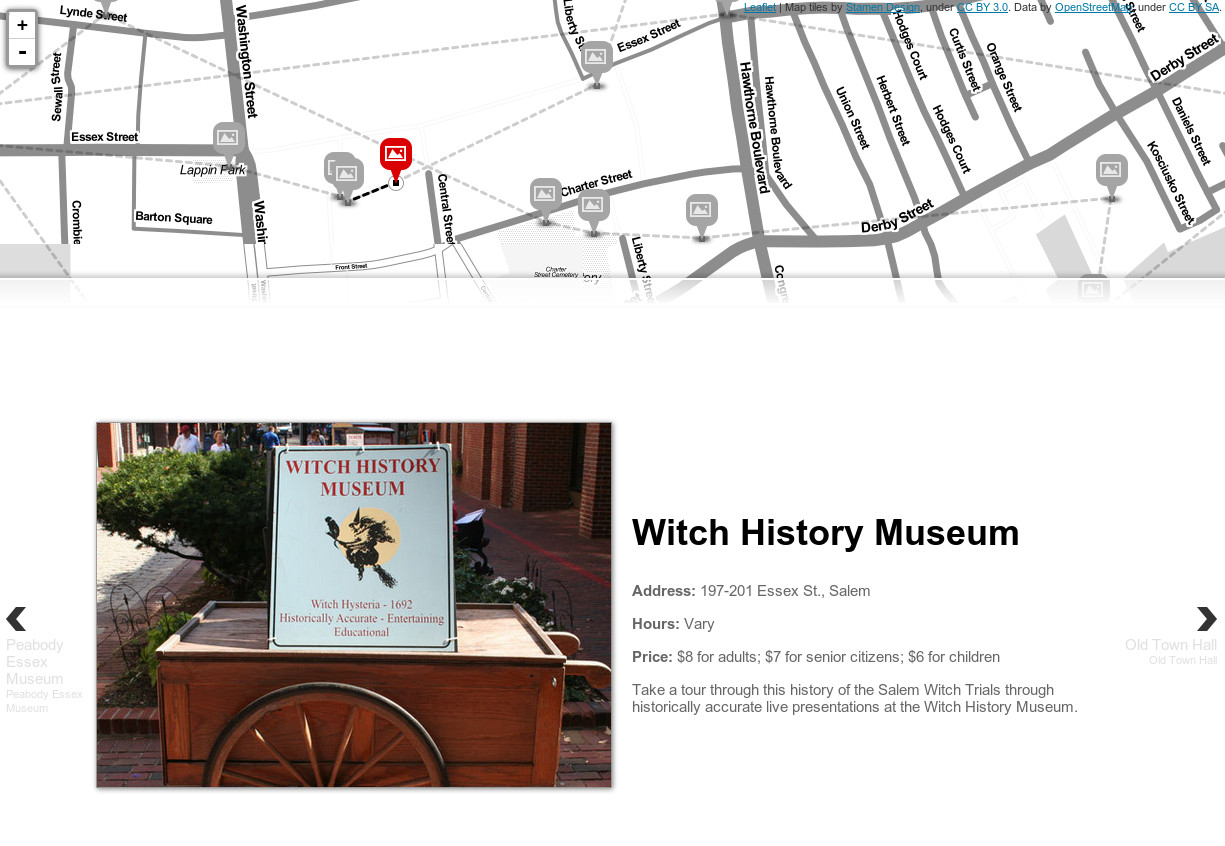 Leaflet | Map tiles by Stamen Design, under CC BY 3.0. Data by OpenStreetMap, under CC BY SA.
+
-
Lynde Street
Washington Street
Liberty St
Essex Street
Hodges Court
Curtis Street
Orange Street
Street
Derby Street
Sewall Street
Hawthorne Boulevard
Hawthorne Boulevard
Union Street
Herbert Street
Hodges Court
Daniels Street
Essex Street
Lappin Park
Central Street
Charter Street
Kosciusko Street
Crombie
Barton Square
Washin
Derby Street
Liberty Stre
Front Street
Charter
Street Cemetery
Congr
WITCH HISTORY
MUSEUM
Witch Hysteria - 1692
Historically Accurate - Entertaining
Educational
Witch History Museum
Address: 197-201 Essex St., Salem
Hours: Vary
Price: $8 for adults; $7 for senior citizens; $6 for children
Take a tour through this history of the Salem Witch Trials through
historically accurate live presentations at the Witch History Museum.
Peabody
Essex
Museum
Peabody Essex
Museum
Old Town Hall
Old Town Hall